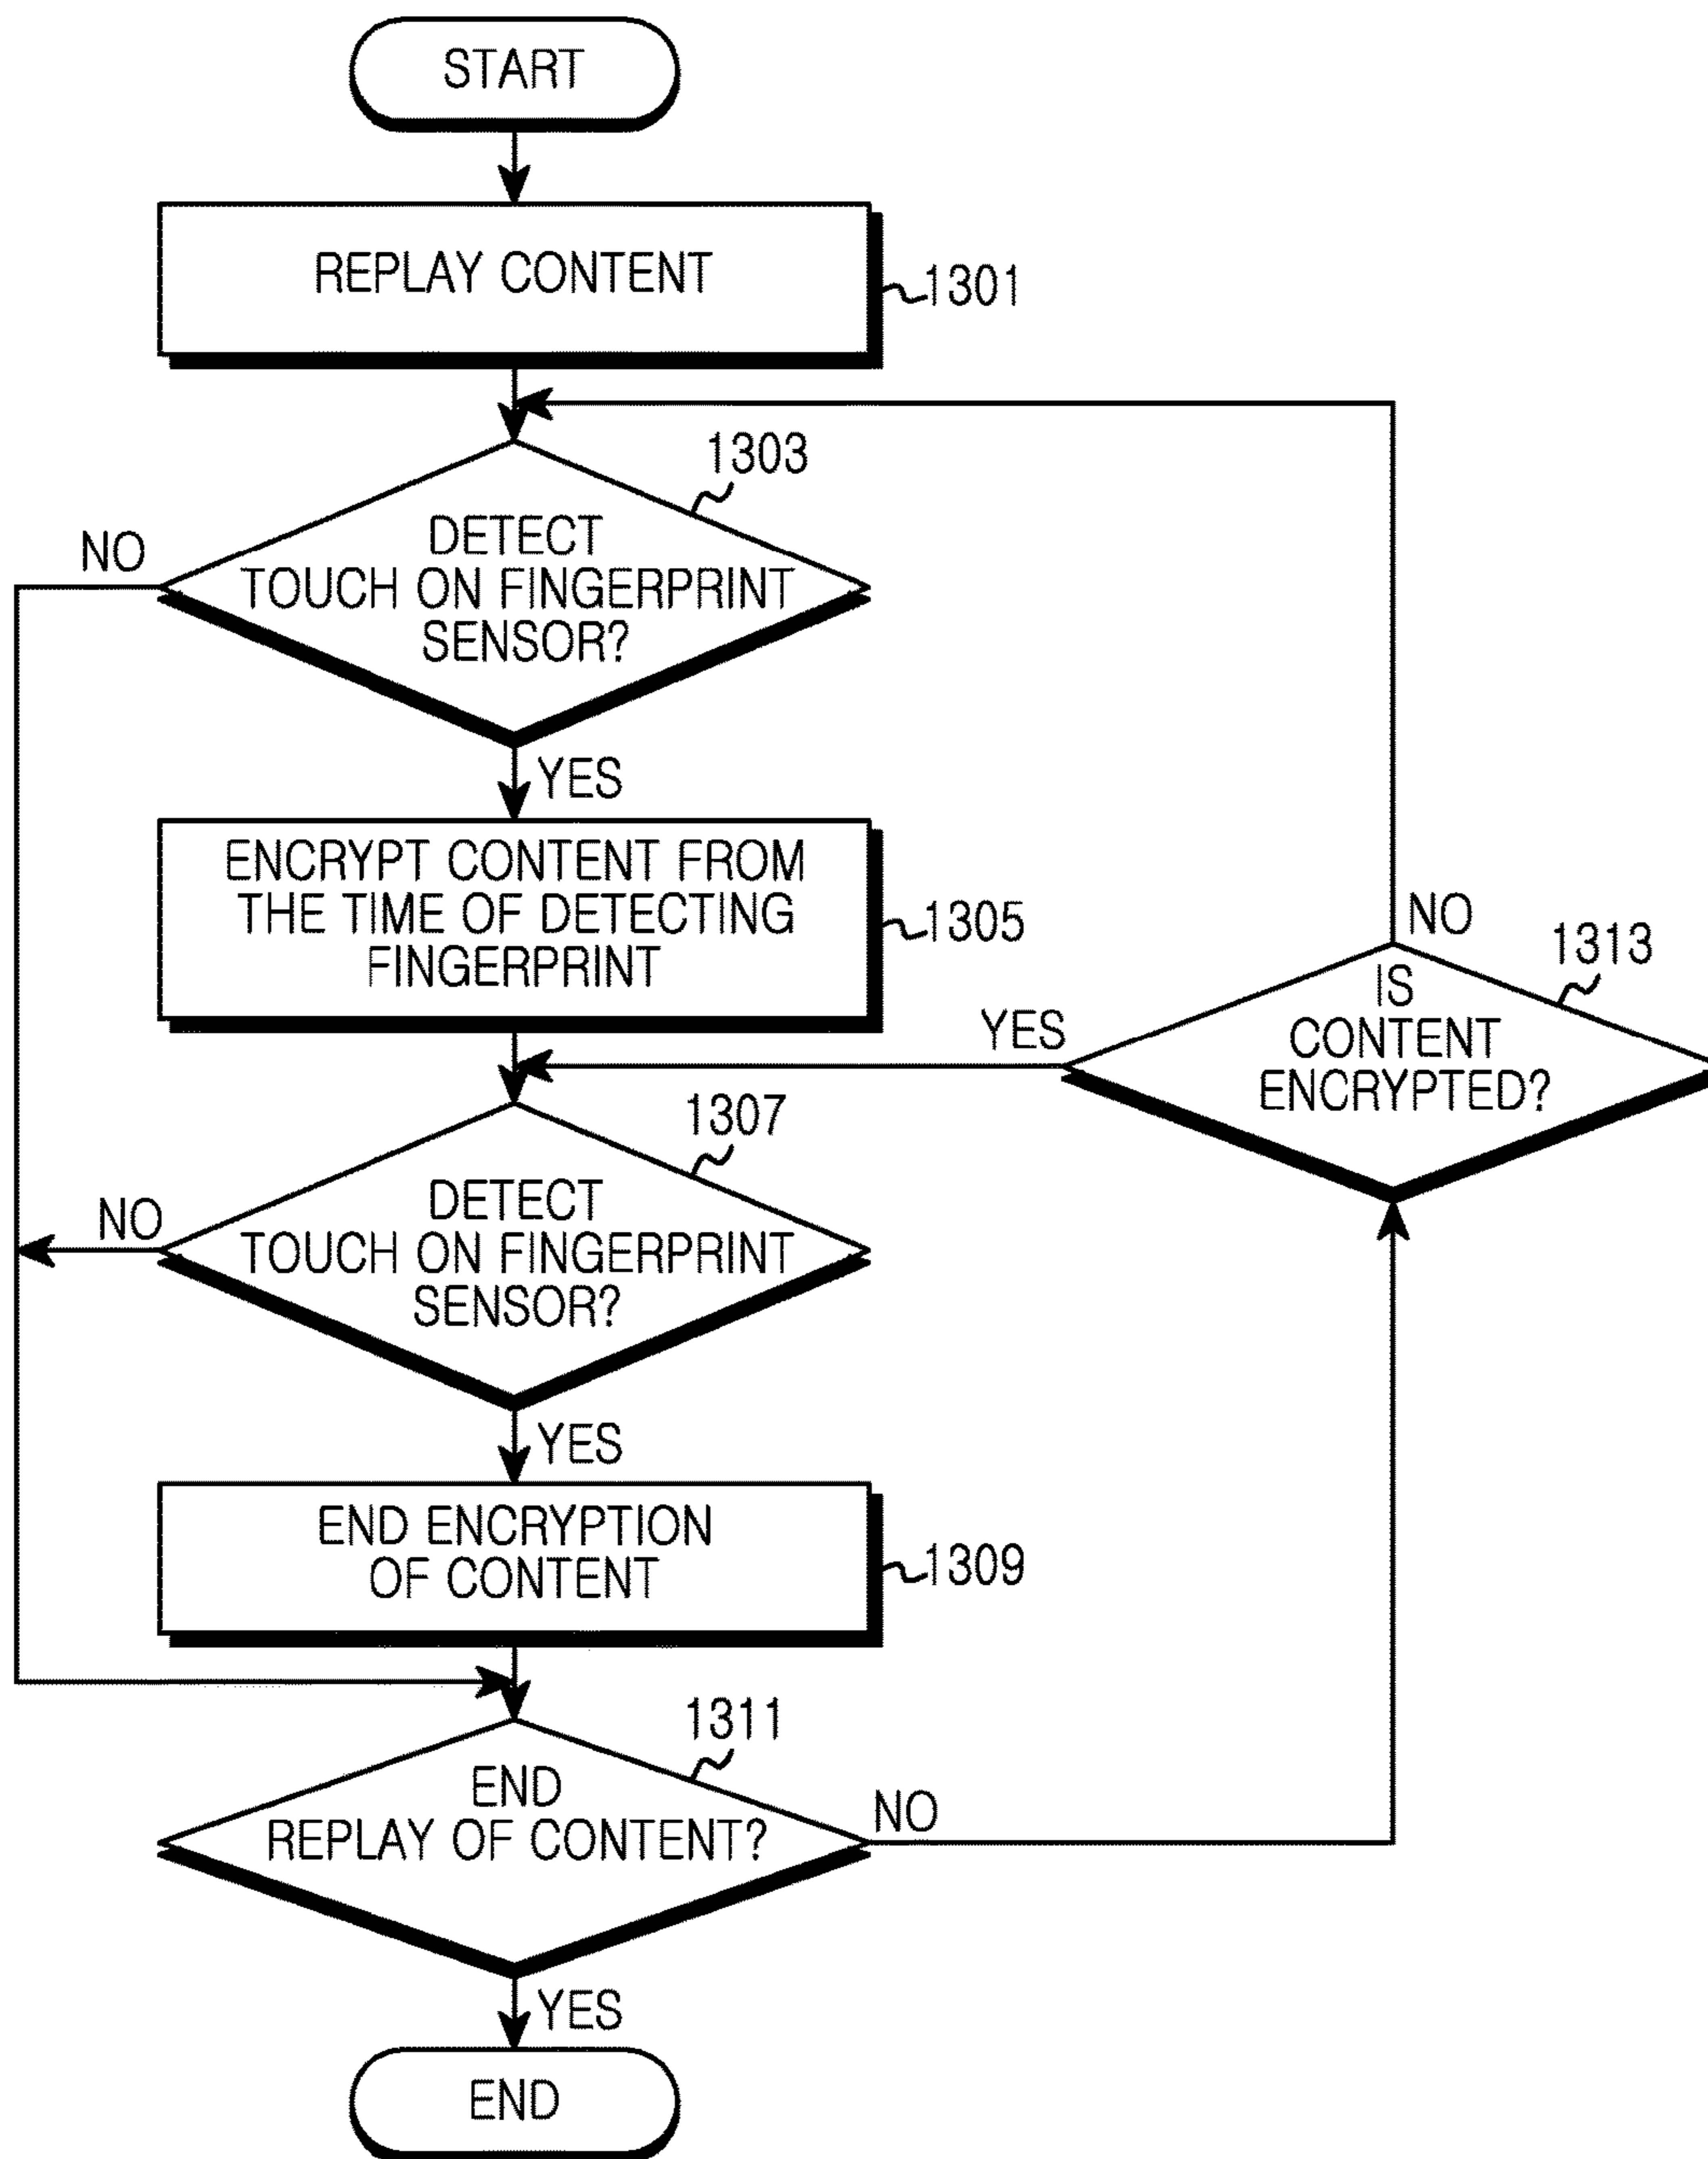 START
REPLAY CONTENT
1301
1303
NO
DETECT
TOUCH ON FINGERPRINT
SENSOR?
YES
ENCRYPT CONTENT FROM
THE TIME OF DETECTING
FINGERPRINT
1305
NO
1313
IS
CONTENT
ENCRYPTED?
YES
1307
NO
DETECT
TOUCH ON FINGERPRINT
SENSOR?
YES
END ENCRYPTION
OF CONTENT
1309
1311
END
REPLAY OF CONTENT?
NO
YES
END